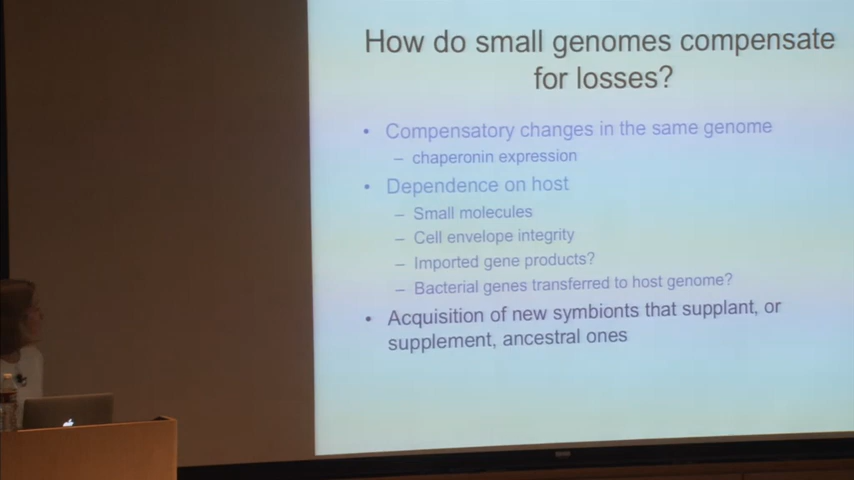 How do small genomes compensate
for losses?
• Compensatory changes in the same genome
– chaperonin expression
• Dependence on host
– Small molecules
– Cell envelope integrity
– Imported gene products?
– Bacterial genes transferred to host genome?
• Acquisition of new symbionts that supplant, or
supplement, ancestral ones